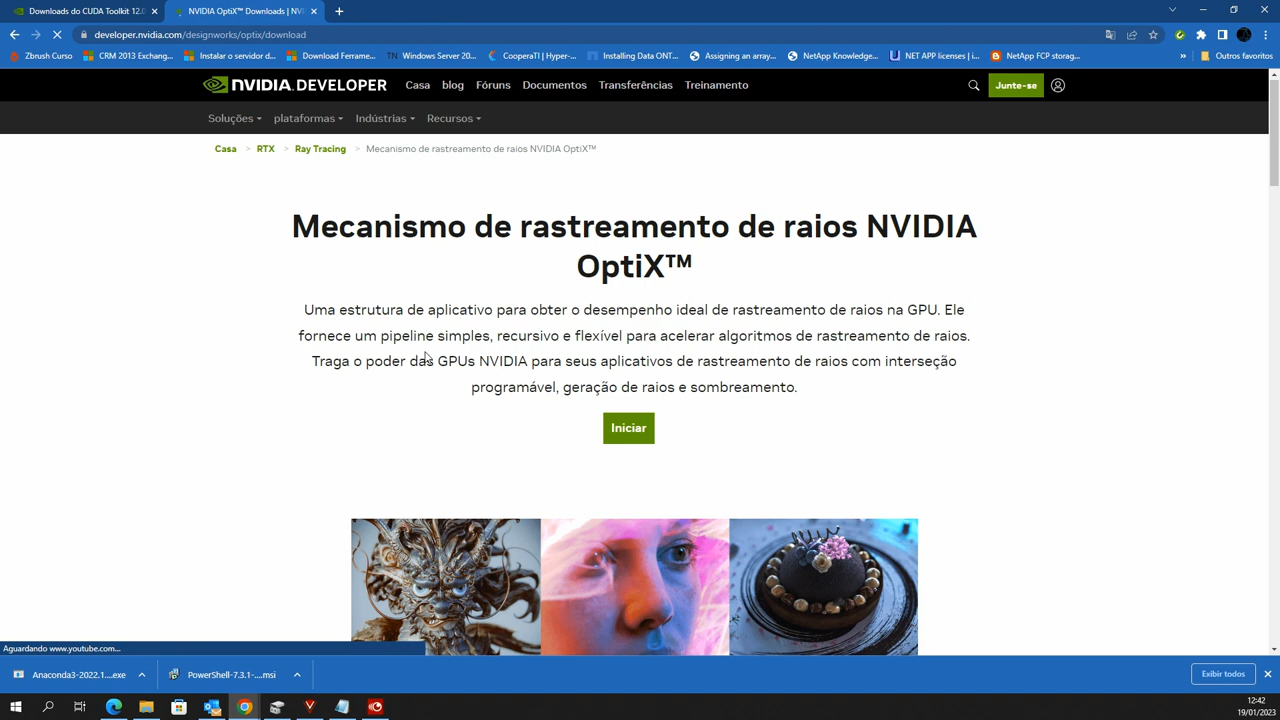 Downloads do CUDA Toolkit 12.0
NVIDIA OptiX™ Downloads | NVI
developer.nvidia.com/designworks/optix/download
Zbrush Curso
CRM 2013 Exchang...
Instalar o servidor d...
Download Ferrame...
Windows Server 20...
CooperaTI | Hyper-...
Installing Data ONT...
Assigning an array...
NetApp Knowledge...
NET APP licenses | i...
NetApp FCP storag...
»
Outros favoritos
NVIDIA. DEVELOPER
Casa
blog
Fóruns
Documentos
Transferências
Treinamento
Junte-se
Soluções
plataformas
Indústrias
Recursos
Casa > RTX > Ray Tracing > Mecanismo de rastreamento de raios NVIDIA OptiX™
Mecanismo de rastreamento de raios NVIDIA
OptiX™
Uma estrutura de aplicativo para obter o desempenho ideal de rastreamento de raios na GPU. Ele
fornece um pipeline simples, recursivo e flexível para acelerar algoritmos de rastreamento de raios.
Traga o poder das GPUs NVIDIA para seus aplicativos de rastreamento de raios com interseção
programável, geração de raios e sombreamento.
Iniciar
Aguardando www.youtube.com...
Anaconda3-2022.1....exe
PowerShell-7.3.1-....msi
Exibir todos
12:42
19/01/2023